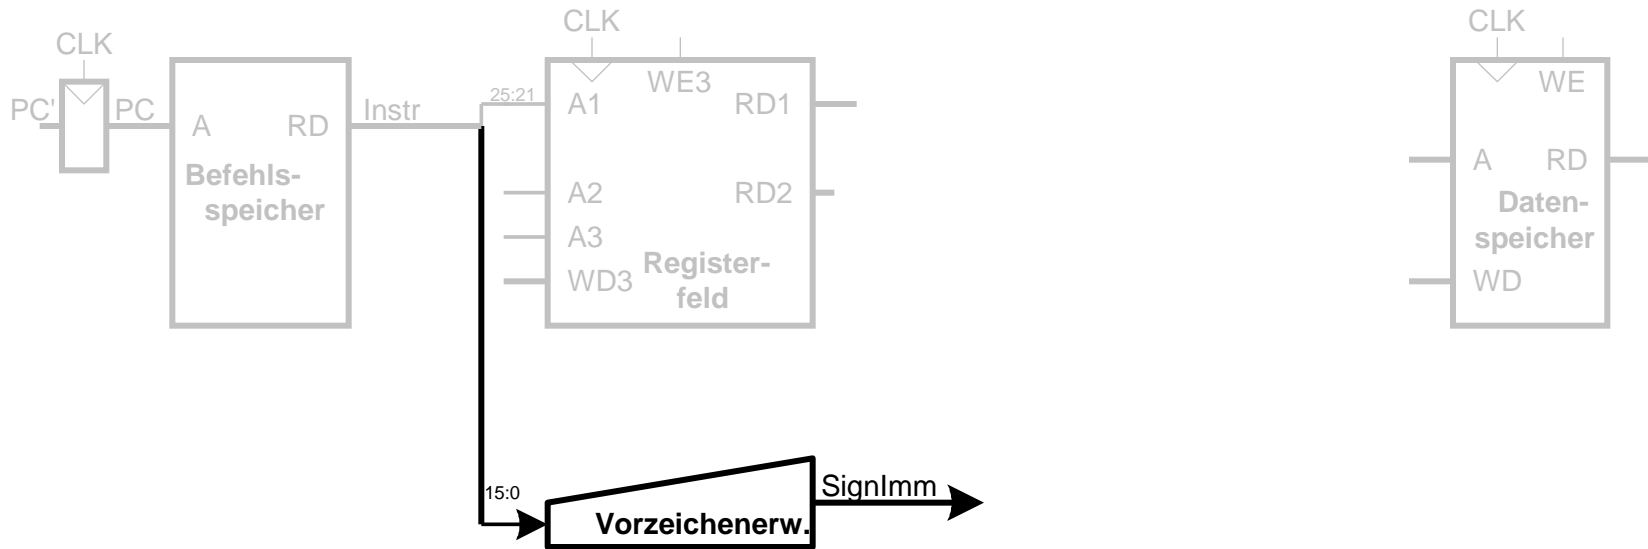 CLK
CLK
CLK
PC'
PC
A
RD
Befehls-
speicher
Instr
25:21
A1
WE3
RD1
A2
RD2
A3
WD3
Register-
feld
WE
A
RD
Daten-
speicher
WD
15:0
Vorzeichenerw.
SignImm